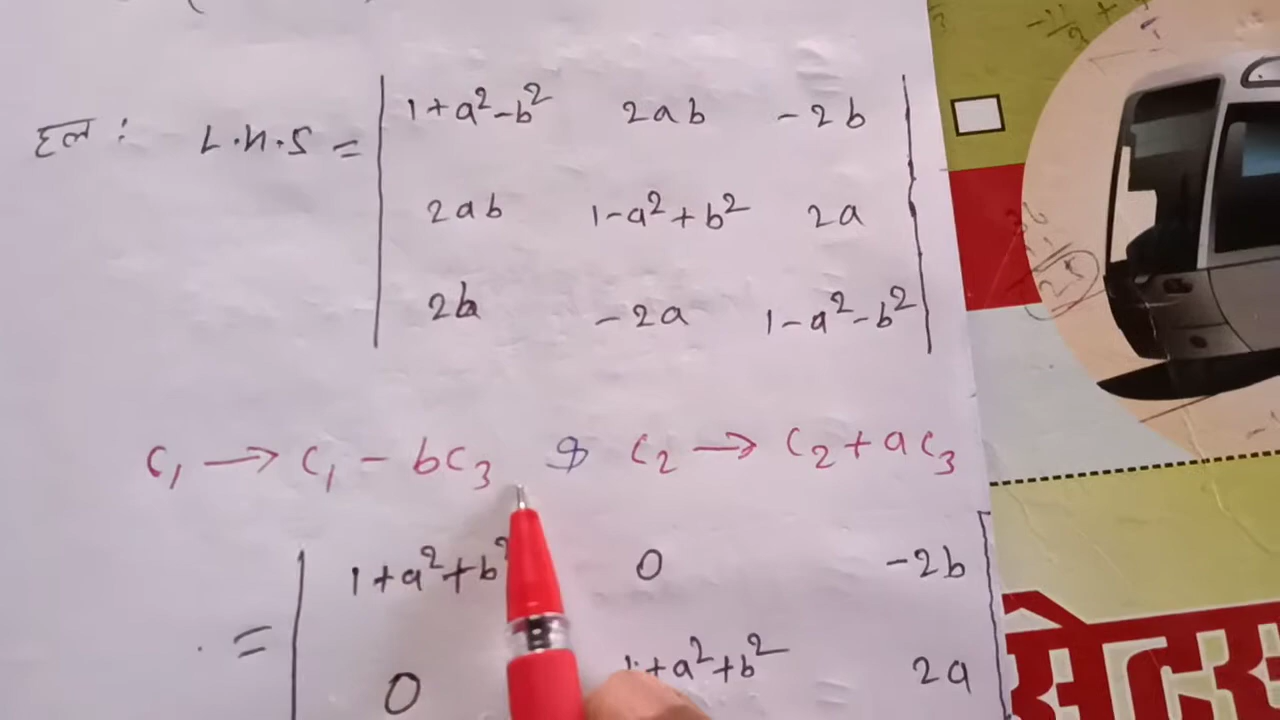 हल : L.H.S = | 1+a²-b² 2ab -2b |
| 2ab 1-a²+b² 2a |
| 2b -2a 1-a²-b² |
C₁ → C₁ - bC₃ & C₂ → C₂ + aC₃
= | 1+a²+b² 0 -2b |
| 0 1+a²+b² 2a